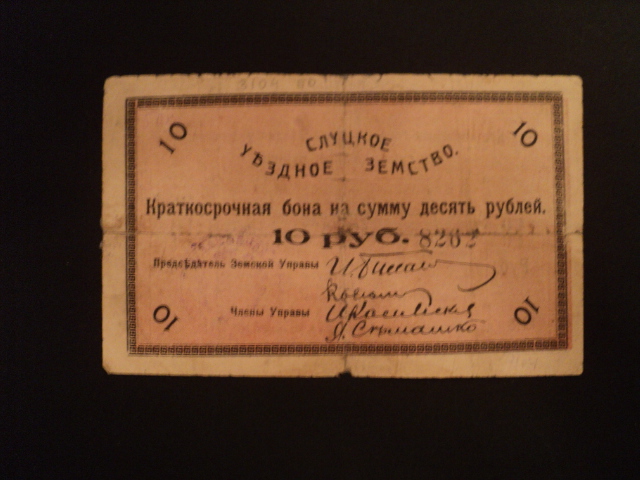 10
10
СЛУЦКОЕ
УѢЗДНОЕ ЗЕМСТВО.
Краткосрочная бона на сумму десять рублей.
10 руб. 8262
Предсѣдатель Земской Управы
Члены Управы
10
10